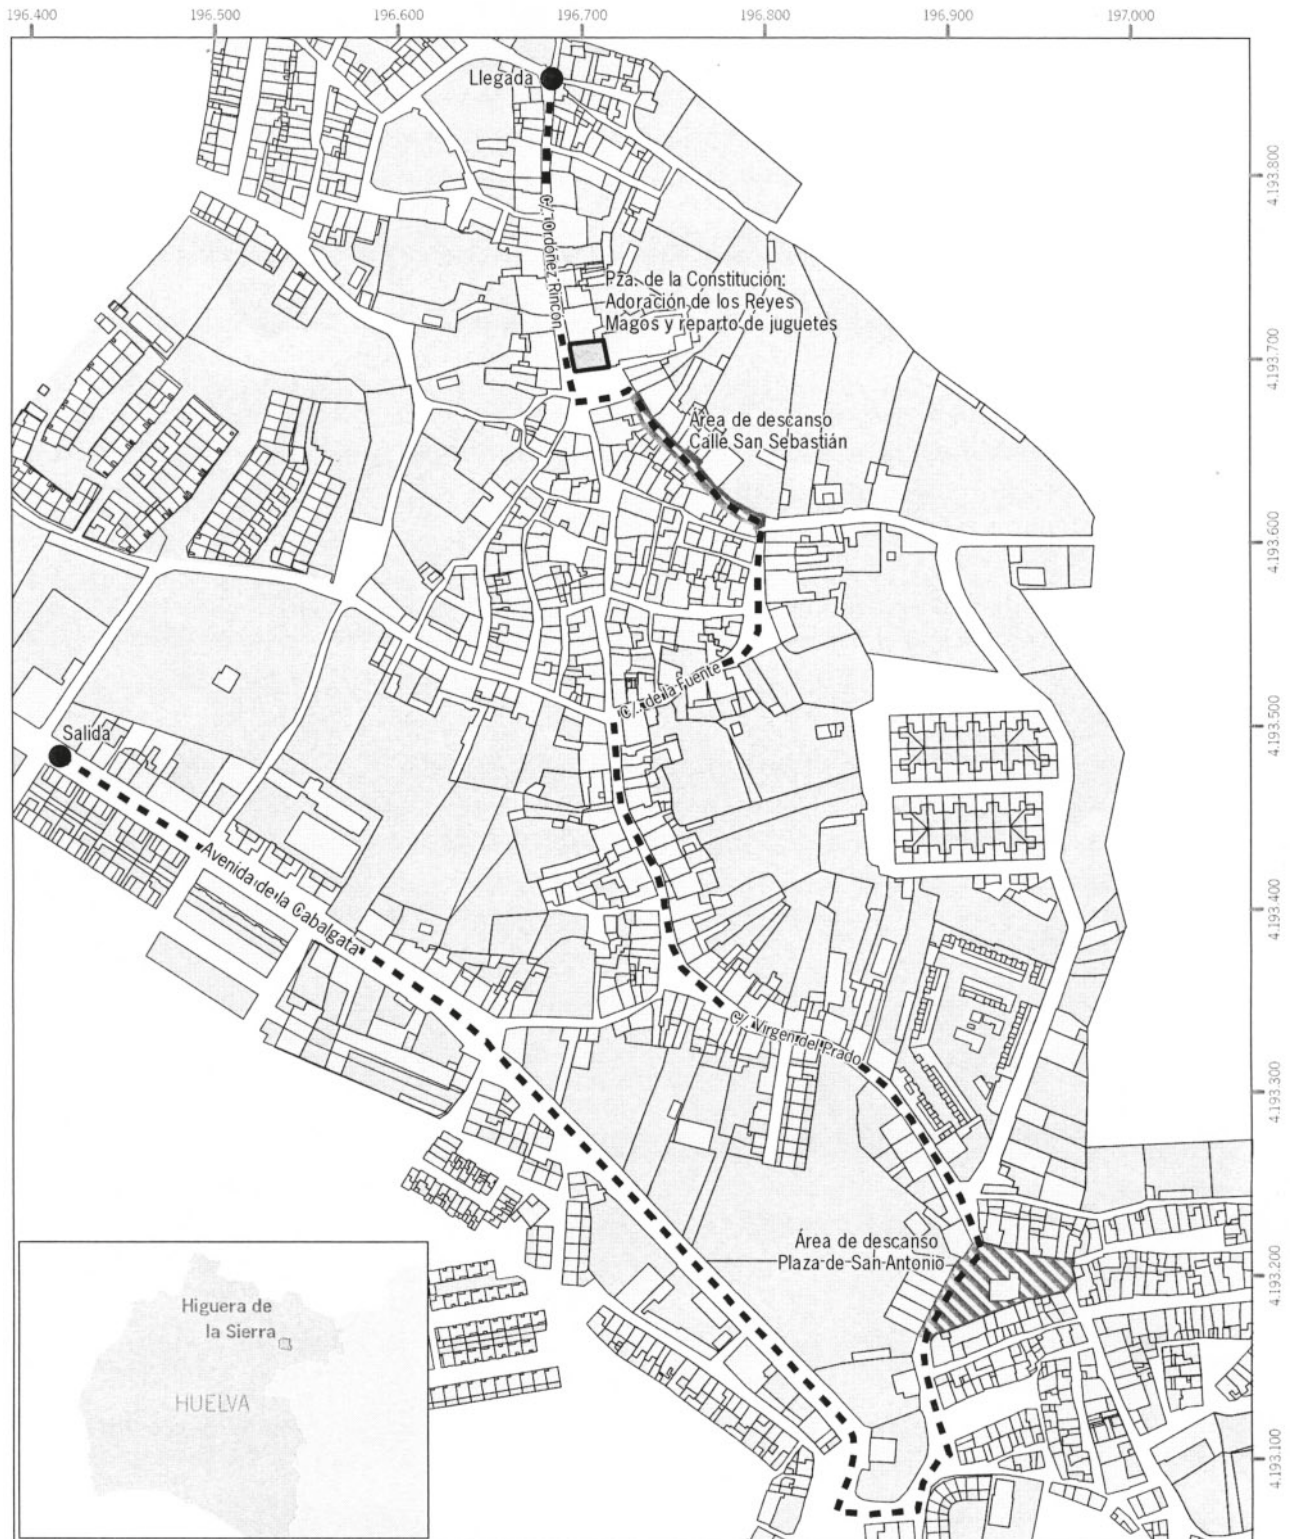 196.400 196.500 196.600 196.700 196.800 196.900 197.000
Llegada
4.193.800
C/. Ordóñez Rincón
Pza. de la Constitución:
Adoración de los Reyes
Magos y reparto de juguetes
4.193.700
Área de descanso
Calle San Sebastián
4.193.600
C/. de la Fuente
4.193.500
Salida
Avenida de la Cabalgata
4.193.400
C/. Virgen del Prado
4.193.300
Área de descanso
Plaza de San Antonio
4.193.200
Higuera de
la Sierra
HUELVA
4.193.100